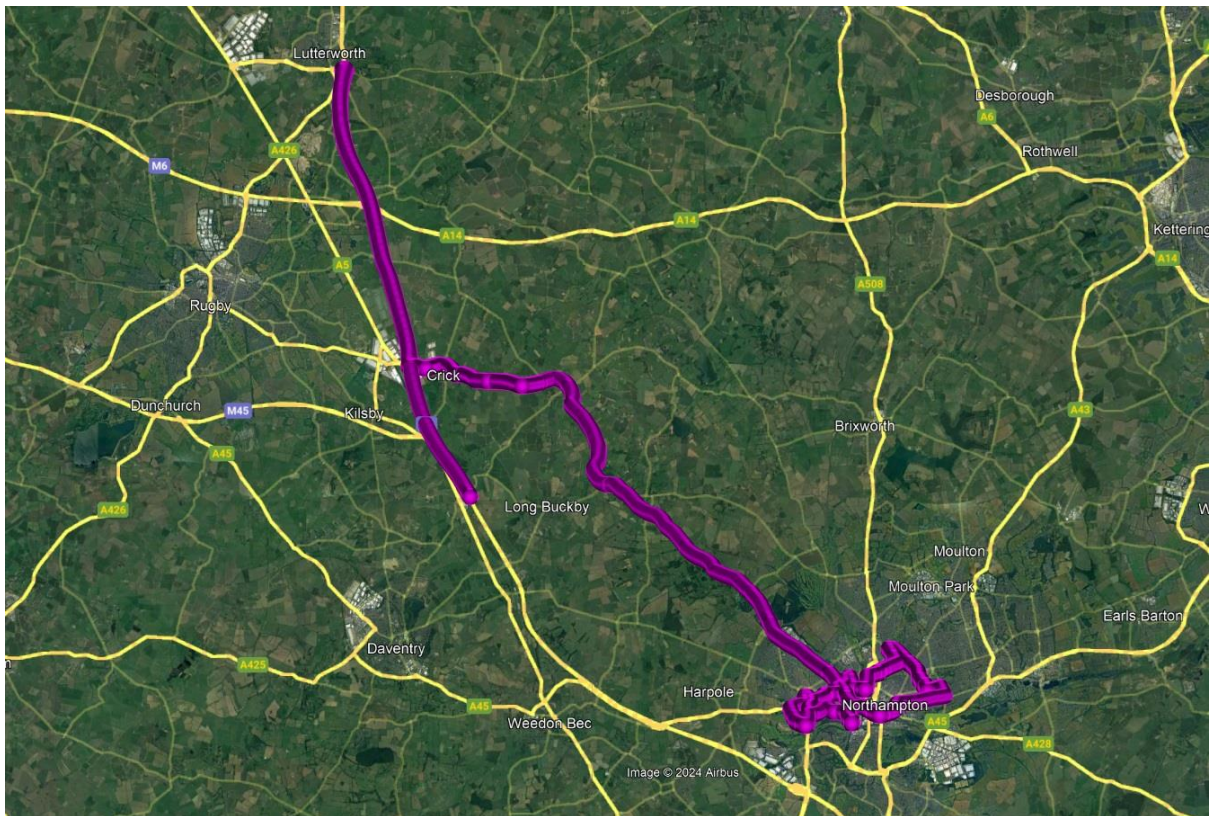 Lutterworth
Desborough
A6
A426
Rothwell
M6
A14
A14
Kettering
A14
A5
A508
Rugby
Crick
Dunchurch
M45
Kilsby
A43
Brixworth
A45
A426
Long Buckby
W
Moulton
Moulton Park
Earls Barton
Daventry
A425
Harpole
A45
Northampton
Weedon Bec
A45
A428
Image © 2024 Airbus